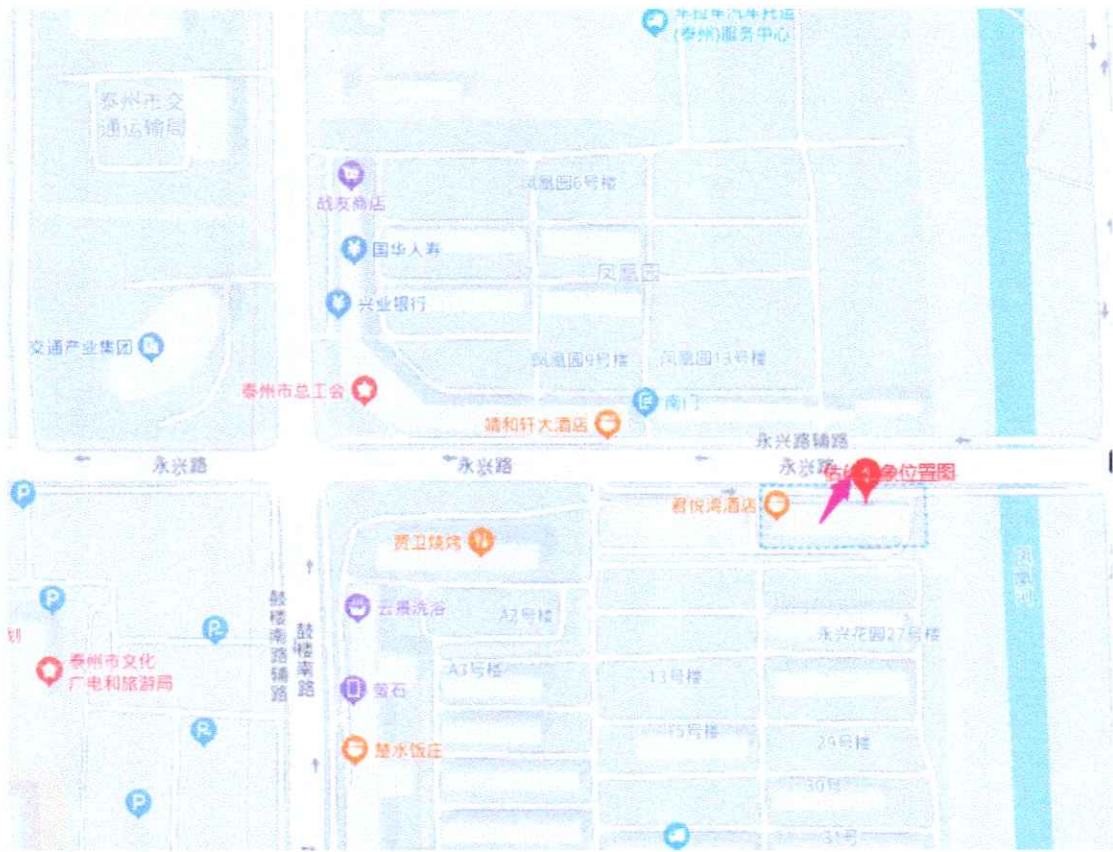 (泰州)服务中心
泰州市交
通运输局
凤凰园6号楼
战友商店
国华人寿
凤凰园
兴业银行
交通产业集团
凤凰园9号楼
凤凰园13号楼
泰州市总工会
南门
靖和轩大酒店
永兴路辅路
永兴路
永兴路
永兴路
象位置图
君悦湾酒店
贾卫烧烤
凤凰河
云景洗浴
A2号楼
鼓楼南路辅路
鼓楼南路
永兴花园27号楼
划
泰州市文化
广电和旅游局
A3号楼
13号楼
萤石
15号楼
29号楼
楚水饭庄
30号
31号